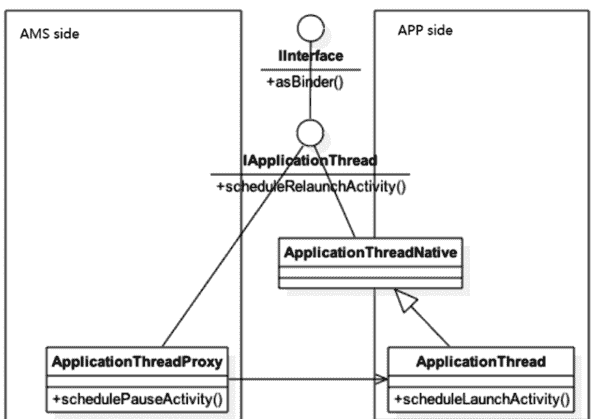 AMS side
APP side
IInterface
+asBinder()
IApplicationThread
+scheduleRelaunchActivity()
ApplicationThreadNative
ApplicationThreadProxy
+schedulePauseActivity()
ApplicationThread
+scheduleLaunchActivity()